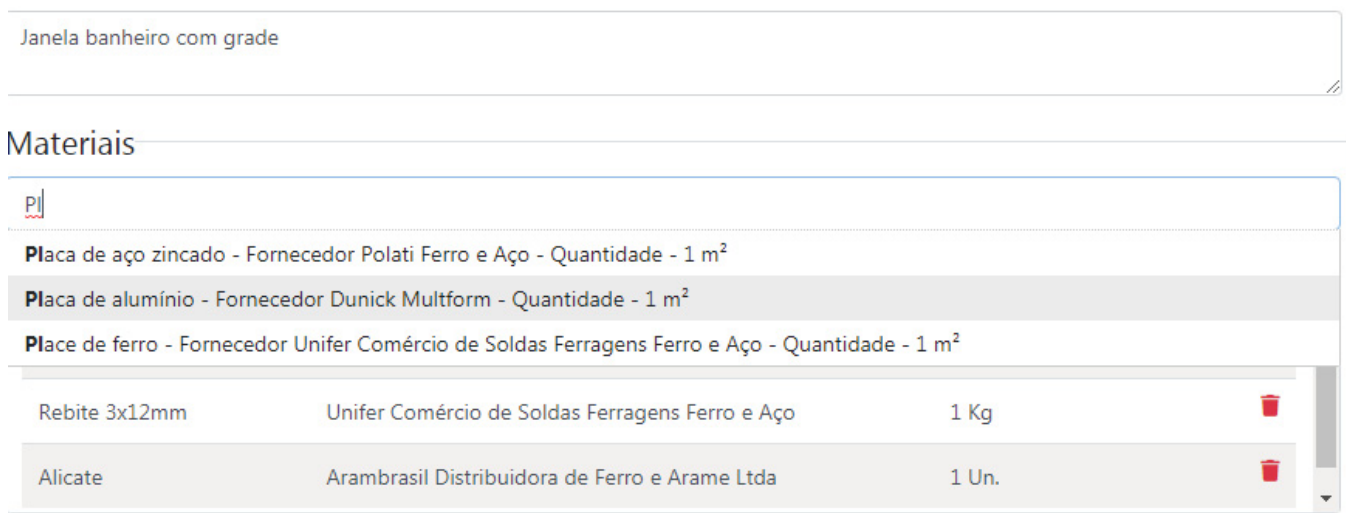 Janela banheiro com grade
Materiais
Pl
Placa de aço zincado - Fornecedor Polati Ferro e Aço - Quantidade - 1 m²
Placa de alumínio - Fornecedor Dunick Multform - Quantidade - 1 m²
Place de ferro - Fornecedor Unifer Comércio de Soldas Ferragens Ferro e Aço - Quantidade - 1 m²
Rebite 3x12mm Unifer Comércio de Soldas Ferragens Ferro e Aço 1 Kg
Alicate Arambrasil Distribuidora de Ferro e Arame Ltda 1 Un.